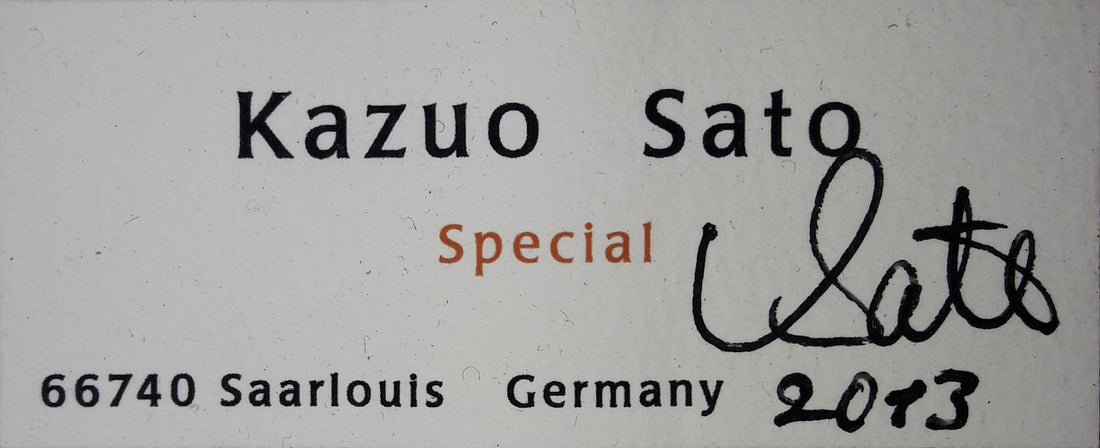 Kazuo Sato
Special
Sato
66740 Saarlouis Germany 2013